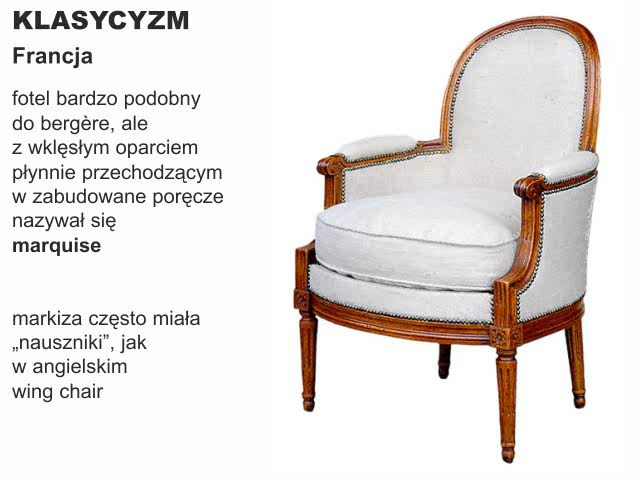 KLASYCYZM
Francja
fotel bardzo podobny
do bergère, ale
z wklęsłym oparciem
płynnie przechodzącym
w zabudowane poręcze
nazywał się
marquise
markiza często miała
„nauszniki”, jak
w angielskim
wing chair